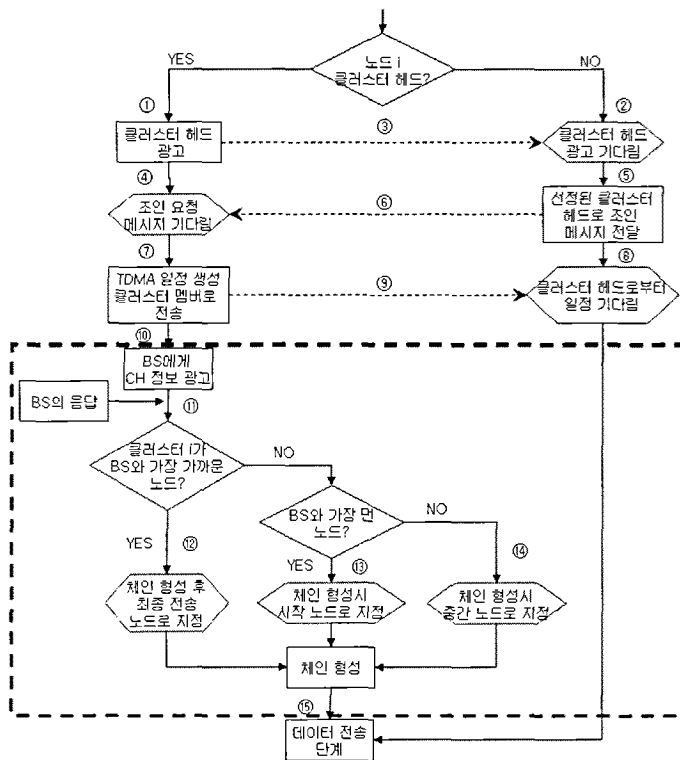 노드 i
클러스터 헤드?
YES
NO
①
②
클러스터 헤드
광고
③
클러스터 헤드
광고 기다림
④
⑤
조인 요청
메시지 기다림
⑥
선정된 클러스터
헤드로 조인
메시지 전달
⑦
⑧
TDMA 일정 생성
클러스터 멤버로
전송
⑨
클러스터 헤드로부터
일정 기다림
⑩
BS에게
CH 정보 광고
BS의 응답
⑪
클러스터 i가
BS와 가장 가까운
노드?
NO
BS와 가장 먼
노드?
NO
YES
⑫
YES
⑬
⑭
체인 형성 후
최종 전송
노드로 지정
체인 형성시
시작 노드로 지정
체인 형성시
중간 노드로 지정
체인 형성
⑮
데이터 전송
단계